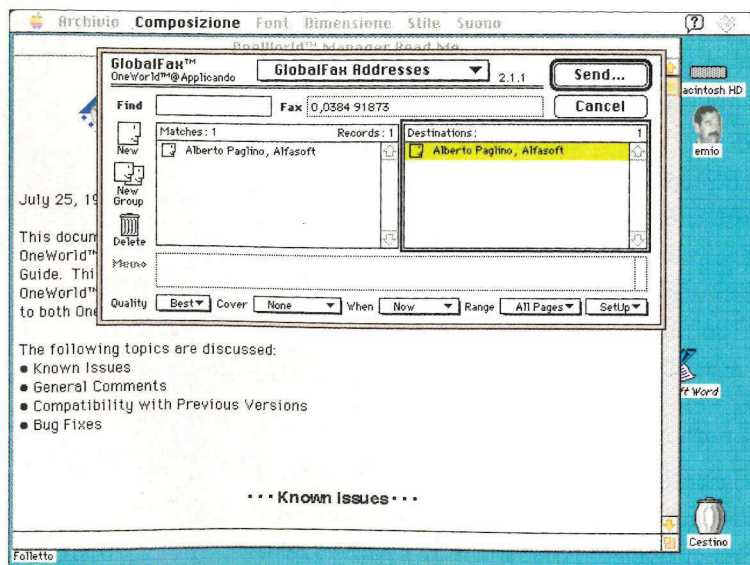 Archivio Composizione Font Dimensione Stile Suono
OneWorld™ Manager Read Me
GlobalFax™
OneWorld™@Applicando
GlobalFax Addresses
2.1.1
Send...
Find
Fax 0,0384 91873
Cancel
New
New Group
Delete
Matches: 1
Records: 1
Alberto Paglino, Alfasoft
Destinations: 1
Alberto Paglino, Alfasoft
Memo
Quality Best Cover None When Now Range All Pages SetUp
acintosh HD
emio
July 25, 19
This docum
OneWorld™
Guide. Thi
OneWorld™
to both One
The following topics are discussed:
• Known Issues
• General Comments
• Compatibility with Previous Versions
• Bug Fixes
ft Word
• • • Known Issues • • •
Cestino
Folletto